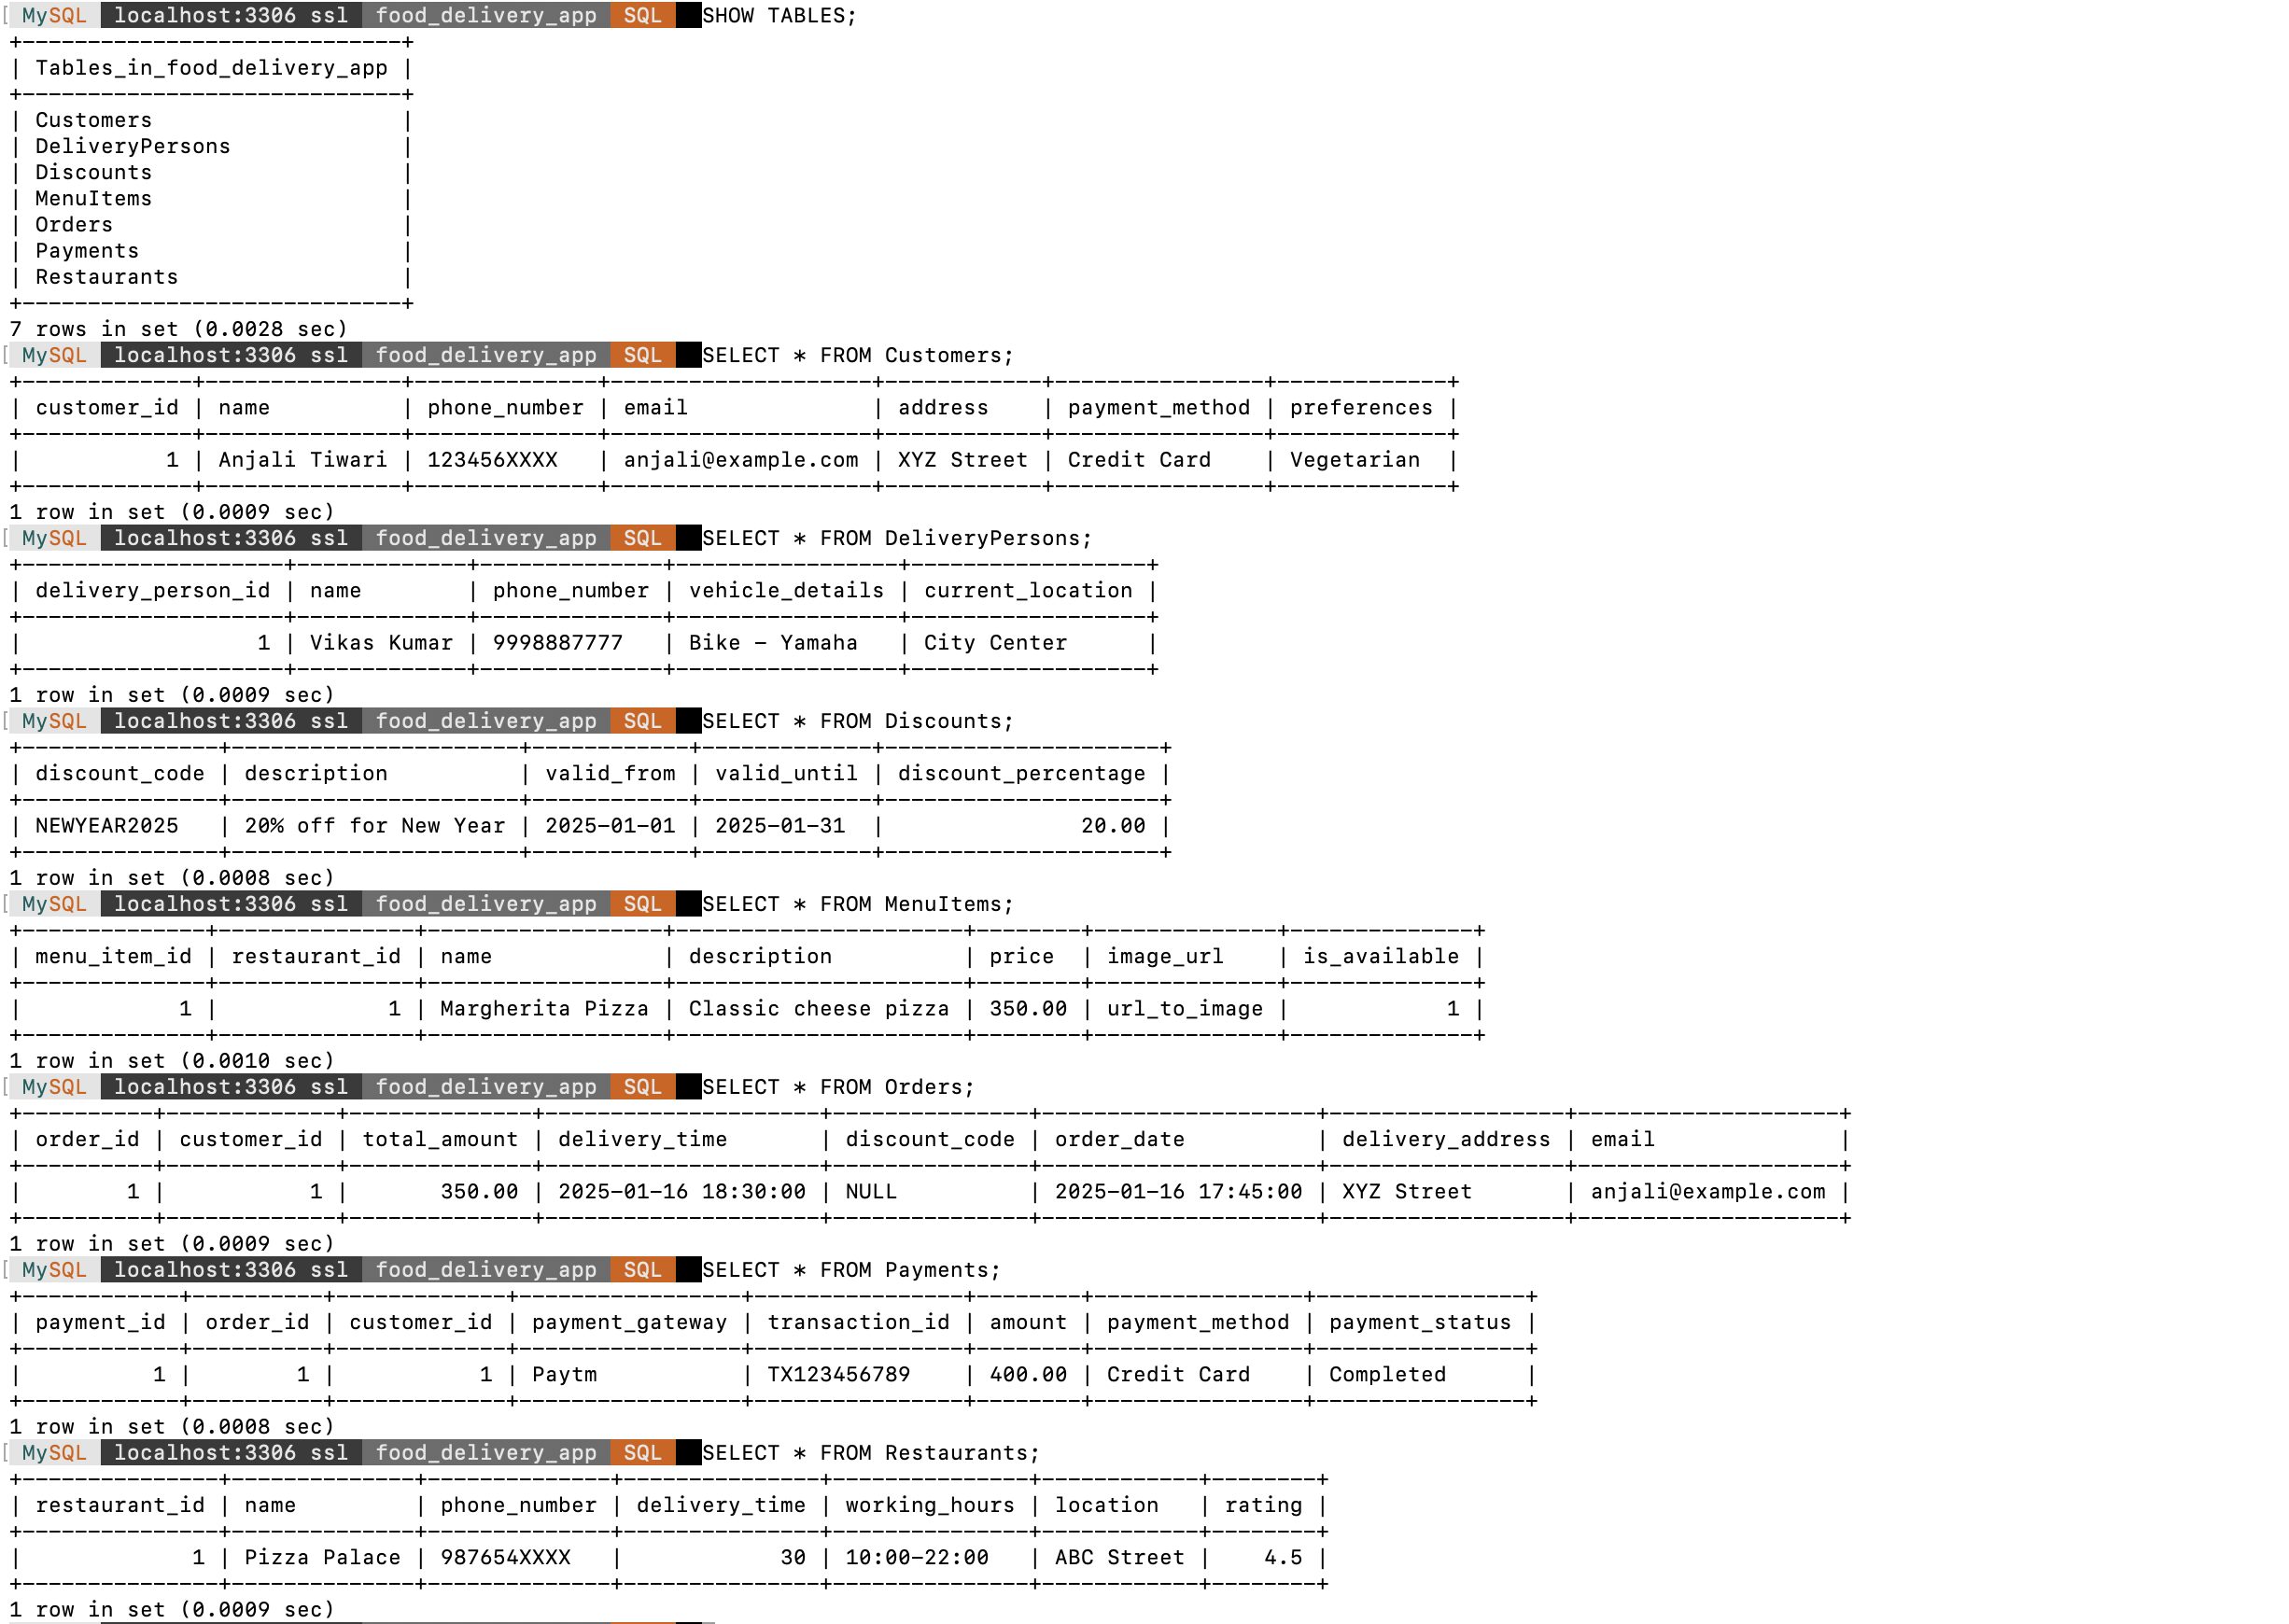 MySQL localhost:3306 ssl food_delivery_app SQL SHOW TABLES;
+-----------------------------+
| Tables_in_food_delivery_app |
+-----------------------------+
| Customers                   |
| DeliveryPersons             |
| Discounts                   |
| MenuItems                   |
| Orders                      |
| Payments                    |
| Restaurants                 |
+-----------------------------+
7 rows in set (0.0028 sec)
MySQL localhost:3306 ssl food_delivery_app SQL SELECT * FROM Customers;
+-------------+---------------+--------------+--------------------+------------+----------------+-------------+
| customer_id | name          | phone_number | email              | address    | payment_method | preferences |
+-------------+---------------+--------------+--------------------+------------+----------------+-------------+
|           1 | Anjali Tiwari | 123456XXXX   | anjali@example.com | XYZ Street | Credit Card    | Vegetarian  |
+-------------+---------------+--------------+--------------------+------------+----------------+-------------+
1 row in set (0.0009 sec)
MySQL localhost:3306 ssl food_delivery_app SQL SELECT * FROM DeliveryPersons;
+--------------------+-------------+--------------+-----------------+------------------+
| delivery_person_id | name        | phone_number | vehicle_details | current_location |
+--------------------+-------------+--------------+-----------------+------------------+
|                  1 | Vikas Kumar | 9998887777   | Bike - Yamaha   | City Center      |
+--------------------+-------------+--------------+-----------------+------------------+
1 row in set (0.0009 sec)
MySQL localhost:3306 ssl food_delivery_app SQL SELECT * FROM Discounts;
+---------------+----------------------+------------+-------------+---------------------+
| discount_code | description          | valid_from | valid_until | discount_percentage |
+---------------+----------------------+------------+-------------+---------------------+
| NEWYEAR2025   | 20% off for New Year | 2025-01-01 | 2025-01-31  |               20.00 |
+---------------+----------------------+------------+-------------+---------------------+
1 row in set (0.0008 sec)
MySQL localhost:3306 ssl food_delivery_app SQL SELECT * FROM MenuItems;
+--------------+---------------+------------------+----------------------+--------+--------------+--------------+
| menu_item_id | restaurant_id | name             | description          | price  | image_url    | is_available |
+--------------+---------------+------------------+----------------------+--------+--------------+--------------+
|            1 |             1 | Margherita Pizza | Classic cheese pizza | 350.00 | url_to_image |            1 |
+--------------+---------------+------------------+----------------------+--------+--------------+--------------+
1 row in set (0.0010 sec)
MySQL localhost:3306 ssl food_delivery_app SQL SELECT * FROM Orders;
+----------+-------------+--------------+---------------------+---------------+---------------------+------------------+--------------------+
| order_id | customer_id | total_amount | delivery_time       | discount_code | order_date          | delivery_address | email              |
+----------+-------------+--------------+---------------------+---------------+---------------------+------------------+--------------------+
|        1 |           1 |       350.00 | 2025-01-16 18:30:00 | NULL          | 2025-01-16 17:45:00 | XYZ Street       | anjali@example.com |
+----------+-------------+--------------+---------------------+---------------+---------------------+------------------+--------------------+
1 row in set (0.0009 sec)
MySQL localhost:3306 ssl food_delivery_app SQL SELECT * FROM Payments;
+------------+----------+-------------+-----------------+----------------+--------+----------------+----------------+
| payment_id | order_id | customer_id | payment_gateway | transaction_id | amount | payment_method | payment_status |
+------------+----------+-------------+-----------------+----------------+--------+----------------+----------------+
|          1 |        1 |           1 | Paytm           | TX123456789    | 400.00 | Credit Card    | Completed      |
+------------+----------+-------------+-----------------+----------------+--------+----------------+----------------+
1 row in set (0.0008 sec)
MySQL localhost:3306 ssl food_delivery_app SQL SELECT * FROM Restaurants;
+---------------+--------------+--------------+---------------+---------------+------------+--------+
| restaurant_id | name         | phone_number | delivery_time | working_hours | location   | rating |
+---------------+--------------+--------------+---------------+---------------+------------+--------+
|             1 | Pizza Palace | 987654XXXX   |            30 | 10:00-22:00   | ABC Street |    4.5 |
+---------------+--------------+--------------+---------------+---------------+------------+--------+
1 row in set (0.0009 sec)